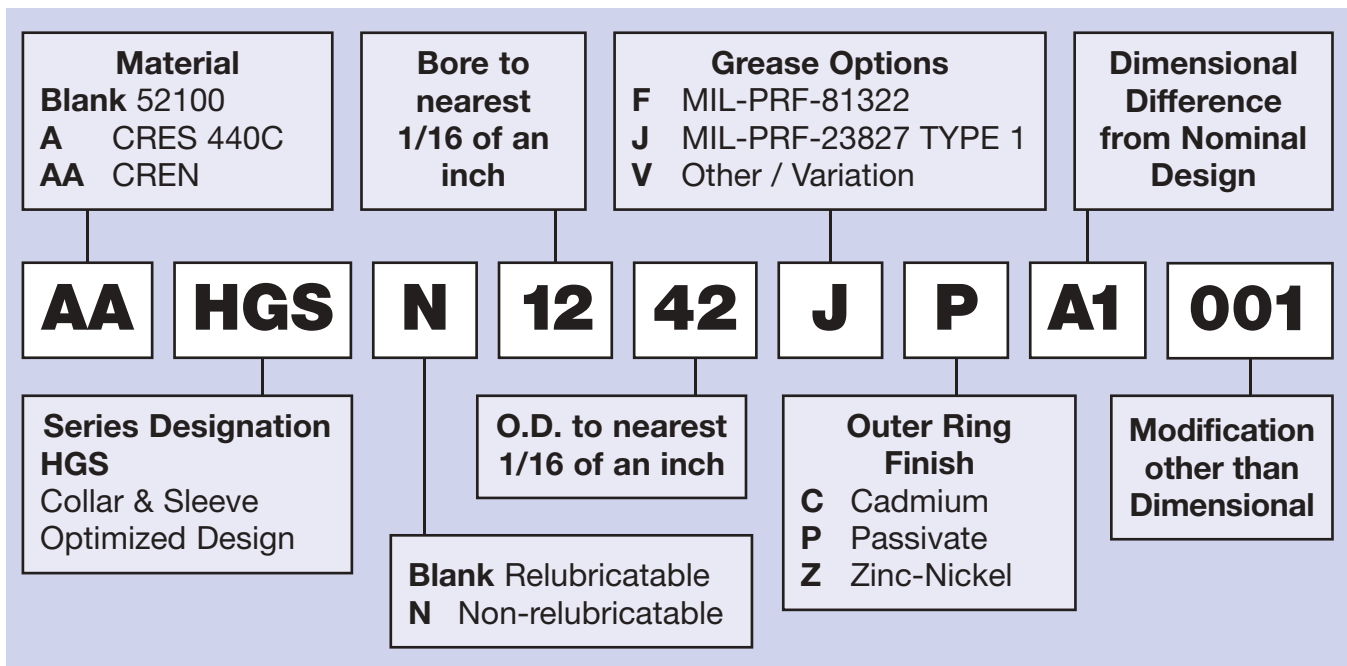 Material
Blank 52100
A CRES 440C
AA CREN
Bore to
nearest
1/16 of an
inch
Grease Options
F MIL-PRF-81322
J MIL-PRF-23827 TYPE 1
V Other / Variation
Dimensional
Difference
from Nominal
Design
AA HGS N 12 42 J P A1 001
Series Designation
HGS
Collar & Sleeve
Optimized Design
Blank Relubricatable
N Non-relubricatable
O.D. to nearest
1/16 of an inch
Outer Ring
Finish
C Cadmium
P Passivate
Z Zinc-Nickel
Modification
other than
Dimensional